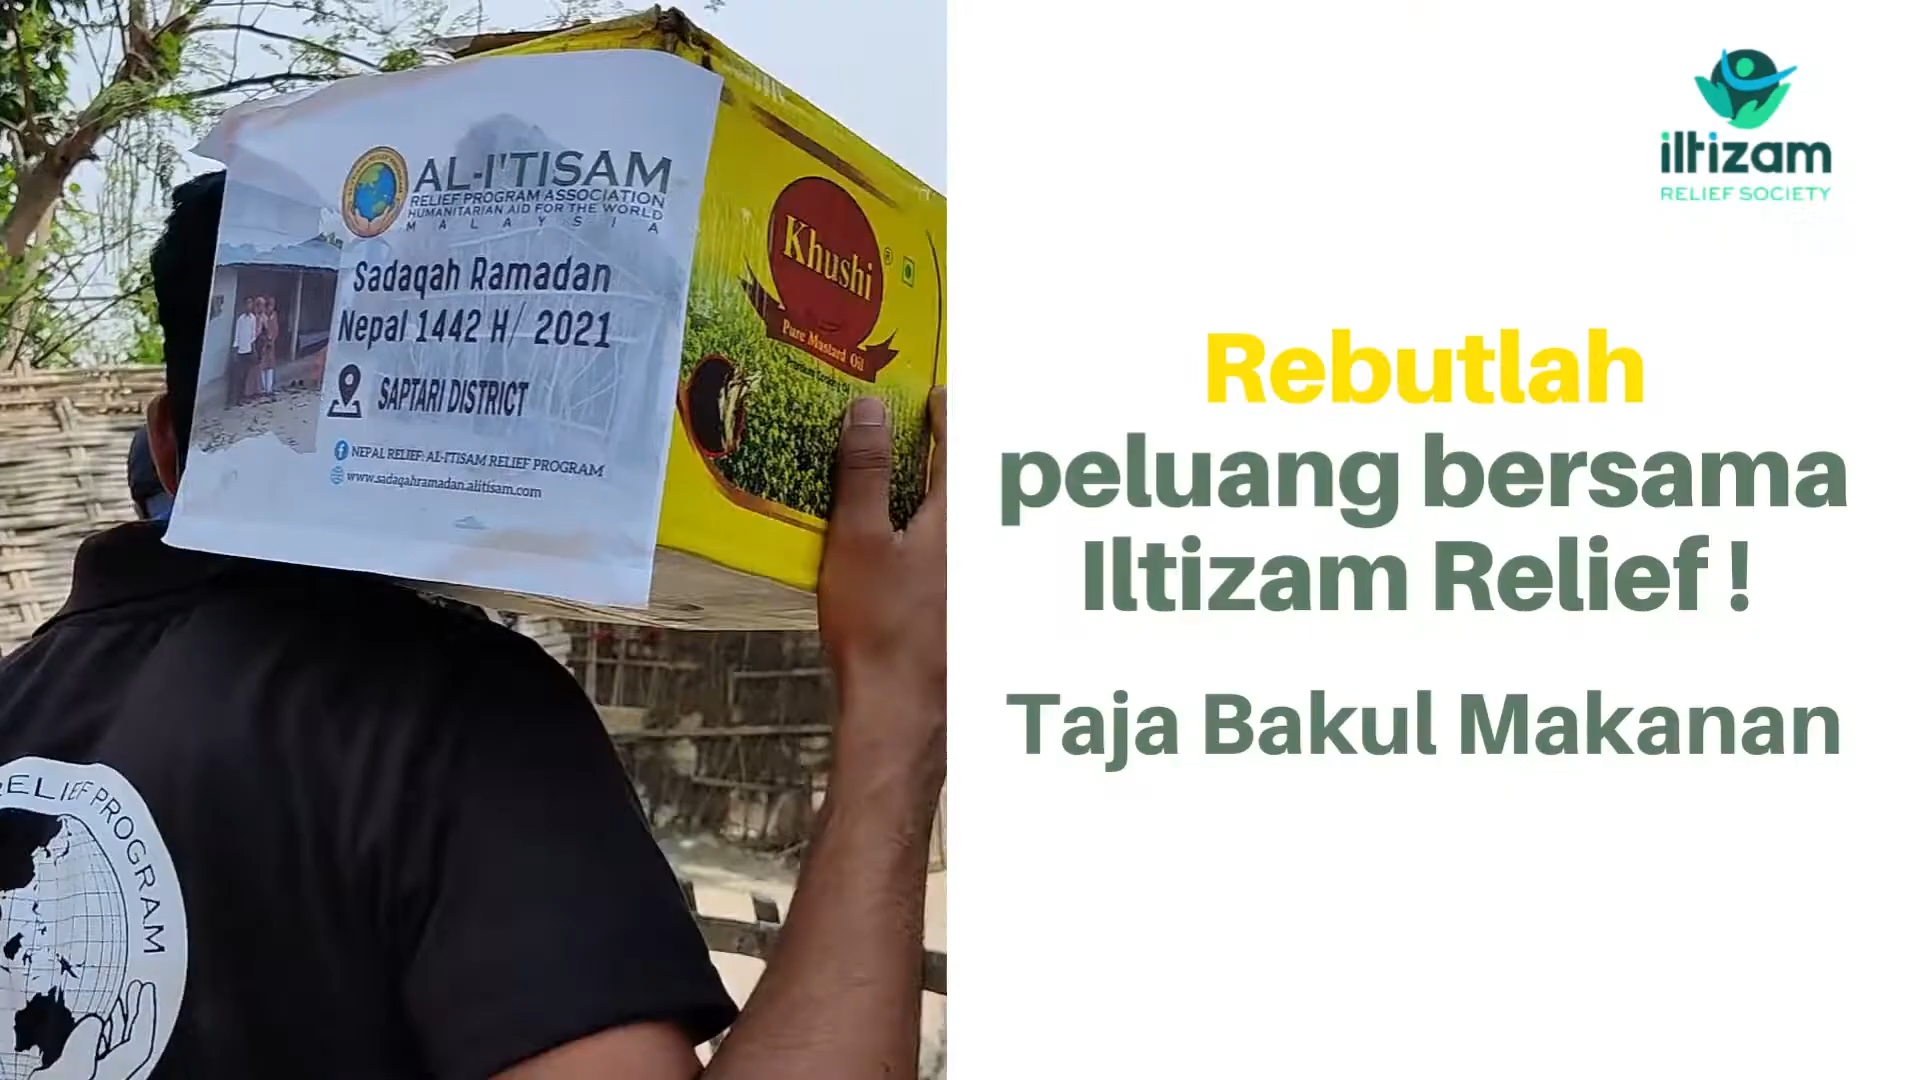 AL-I'TISAM
RELIEF PROGRAM ASSOCIATION
HUMANITARIAN AID FOR THE WORLD
MALAYSIA
Sadaqah Ramadan
Nepal 1442 H/ 2021
SAPTARI DISTRICT
NEPAL RELIEF: AL-I'TISAM RELIEF PROGRAM
www.sadaqahramadan.alitisam.com
Khushi ®
Pure Mustard Oil
RELIEF PROGRAM
iltizam
RELIEF SOCIETY
Rebutlah
peluang bersama
Iltizam Relief !
Taja Bakul Makanan